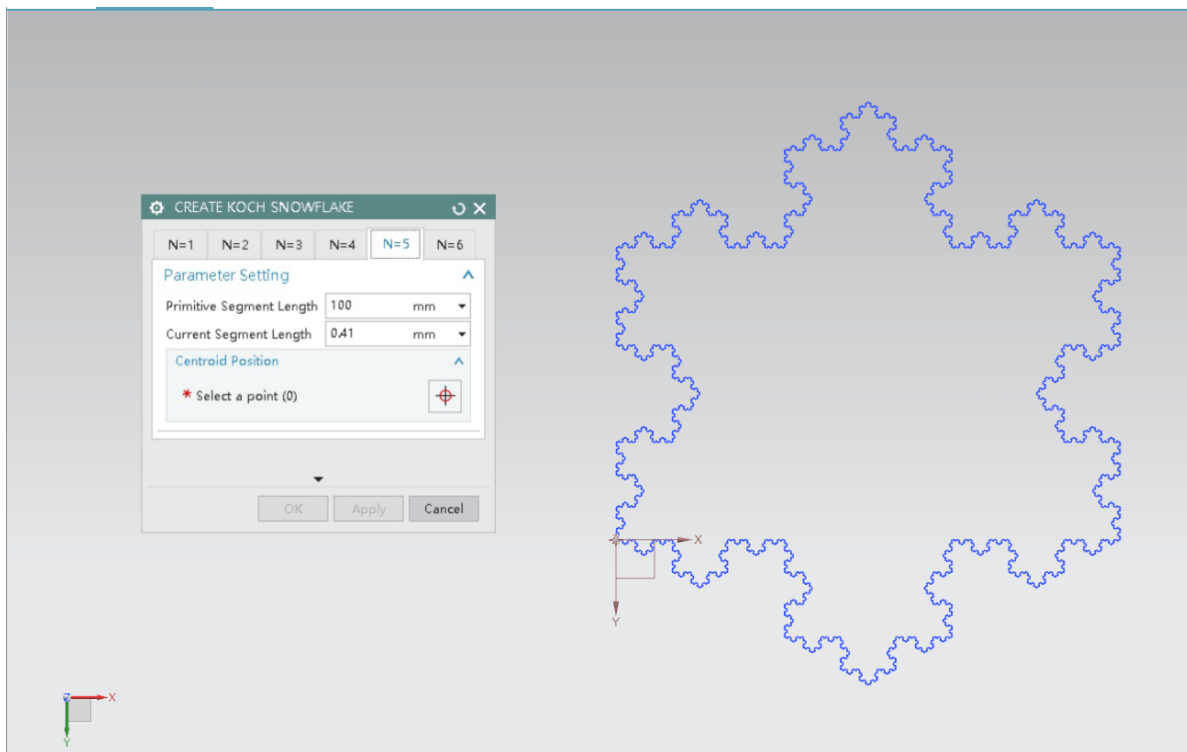 CREATE KOCH SNOWFLAKE
N=1 N=2 N=3 N=4 N=5 N=6
Parameter Setting
Primitive Segment Length 100 mm
Current Segment Length 0.41 mm
Centroid Position
* Select a point (0)
OK Apply Cancel
X
Y
Z X
Y